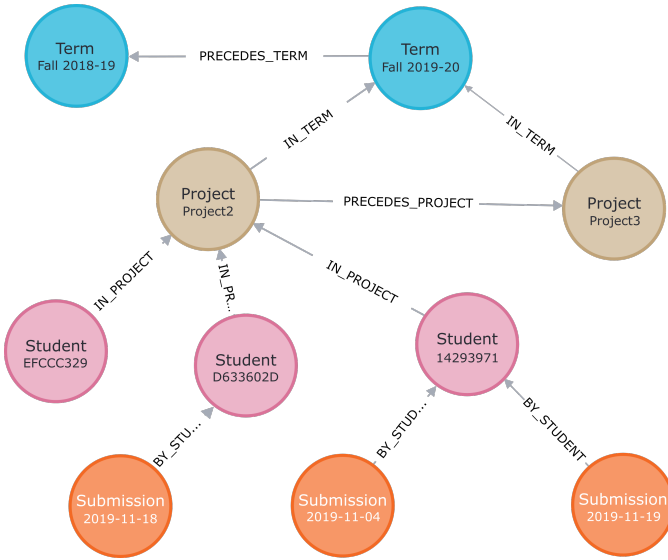 Term
Fall 2018-19
PRECEDES_TERM
Term
Fall 2019-20
IN_TERM
IN_TERM
Project
Project2
PRECEDES_PROJECT
Project
Project3
IN_PROJECT
IN_PR...
IN_PROJECT
Student
EFCCC329
Student
D633602D
Student
14293971
BY_STU...
BY_STUD...
BY_STUDENT
Submission
2019-11-18
Submission
2019-11-04
Submission
2019-11-19